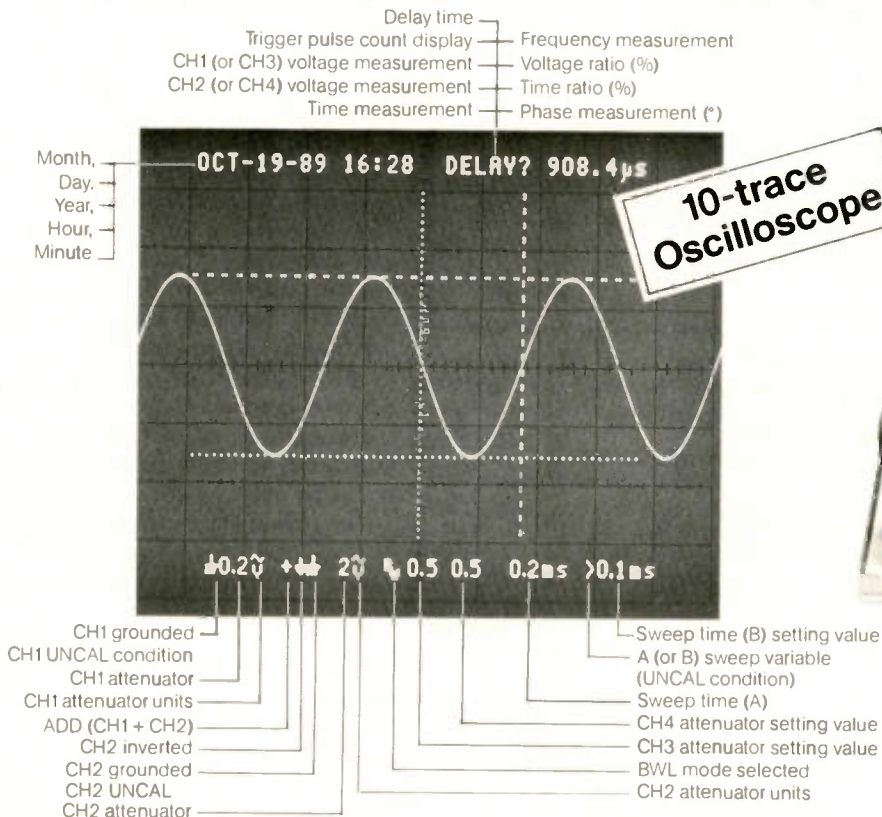 Delay time
Trigger pulse count display
Frequency measurement
CH1 (or CH3) voltage measurement
Voltage ratio (%)
CH2 (or CH4) voltage measurement
Time ratio (%)
Time measurement
Phase measurement (°)
Month,
Day,
Year,
Hour,
Minute
OCT-19-89 16:28 DELAY? 908.4µs
10-trace
Oscilloscope
0.2 + 2 0.5 0.5 0.2ms >0.1ms
CH1 grounded
CH1 UNCAL condition
CH1 attenuator
CH1 attenuator units
ADD (CH1 + CH2)
CH2 inverted
CH2 grounded
CH2 UNCAL
CH2 attenuator
Sweep time (B) setting value
A (or B) sweep variable
(UNCAL condition)
Sweep time (A)
CH4 attenuator setting value
CH3 attenuator setting value
BWL mode selected
CH2 attenuator units